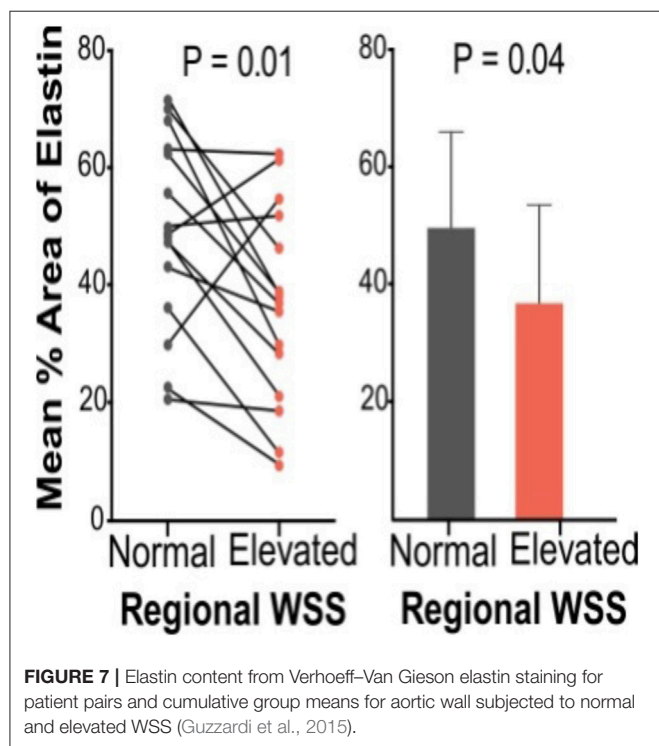 Mean % Area of Elastin
80
60
40
20
0
P = 0.01
Normal Elevated
Regional WSS
80
60
40
20
P = 0.04
Normal Elevated
Regional WSS
FIGURE 7 | Elastin content from Verhoeff–Van Gieson elastin staining for
patient pairs and cumulative group means for aortic wall subjected to normal
and elevated WSS (Guzzardi et al., 2015).